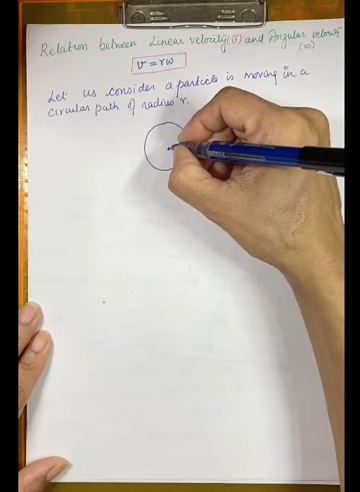 Relation between Linear velocity (v⃗) and Angular velocity
(ω)
v = rω
Let us consider a particle is moving in a
circular path of radius r.